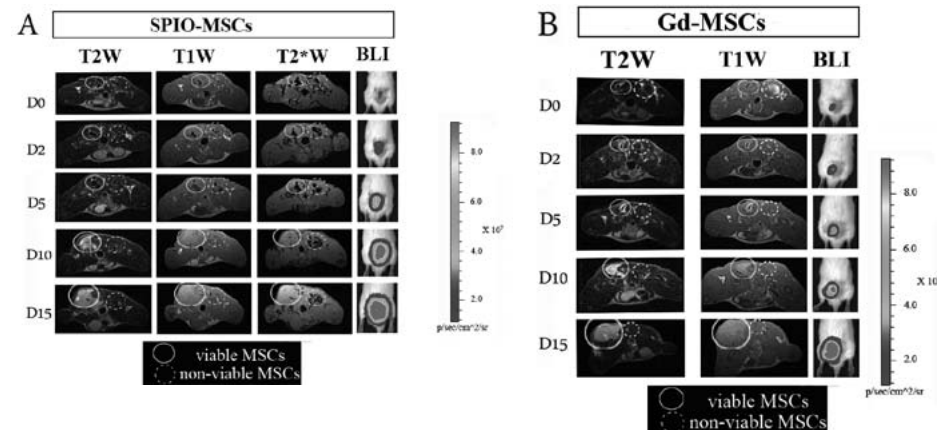 A
SPIO-MSCs
T2W T1W T2*W BLI
D0
D2
D5
D10
D15
8.0
6.0
X 10⁷
4.0
2.0
p/sec/cm^2/sr
viable MSCs
non-viable MSCs
B
Gd-MSCs
T2W T1W BLI
D0
D2
D5
D10
D15
8.0
6.0
X 10
4.0
2.0
p/sec/cm^2/sr
viable MSCs
non-viable MSCs